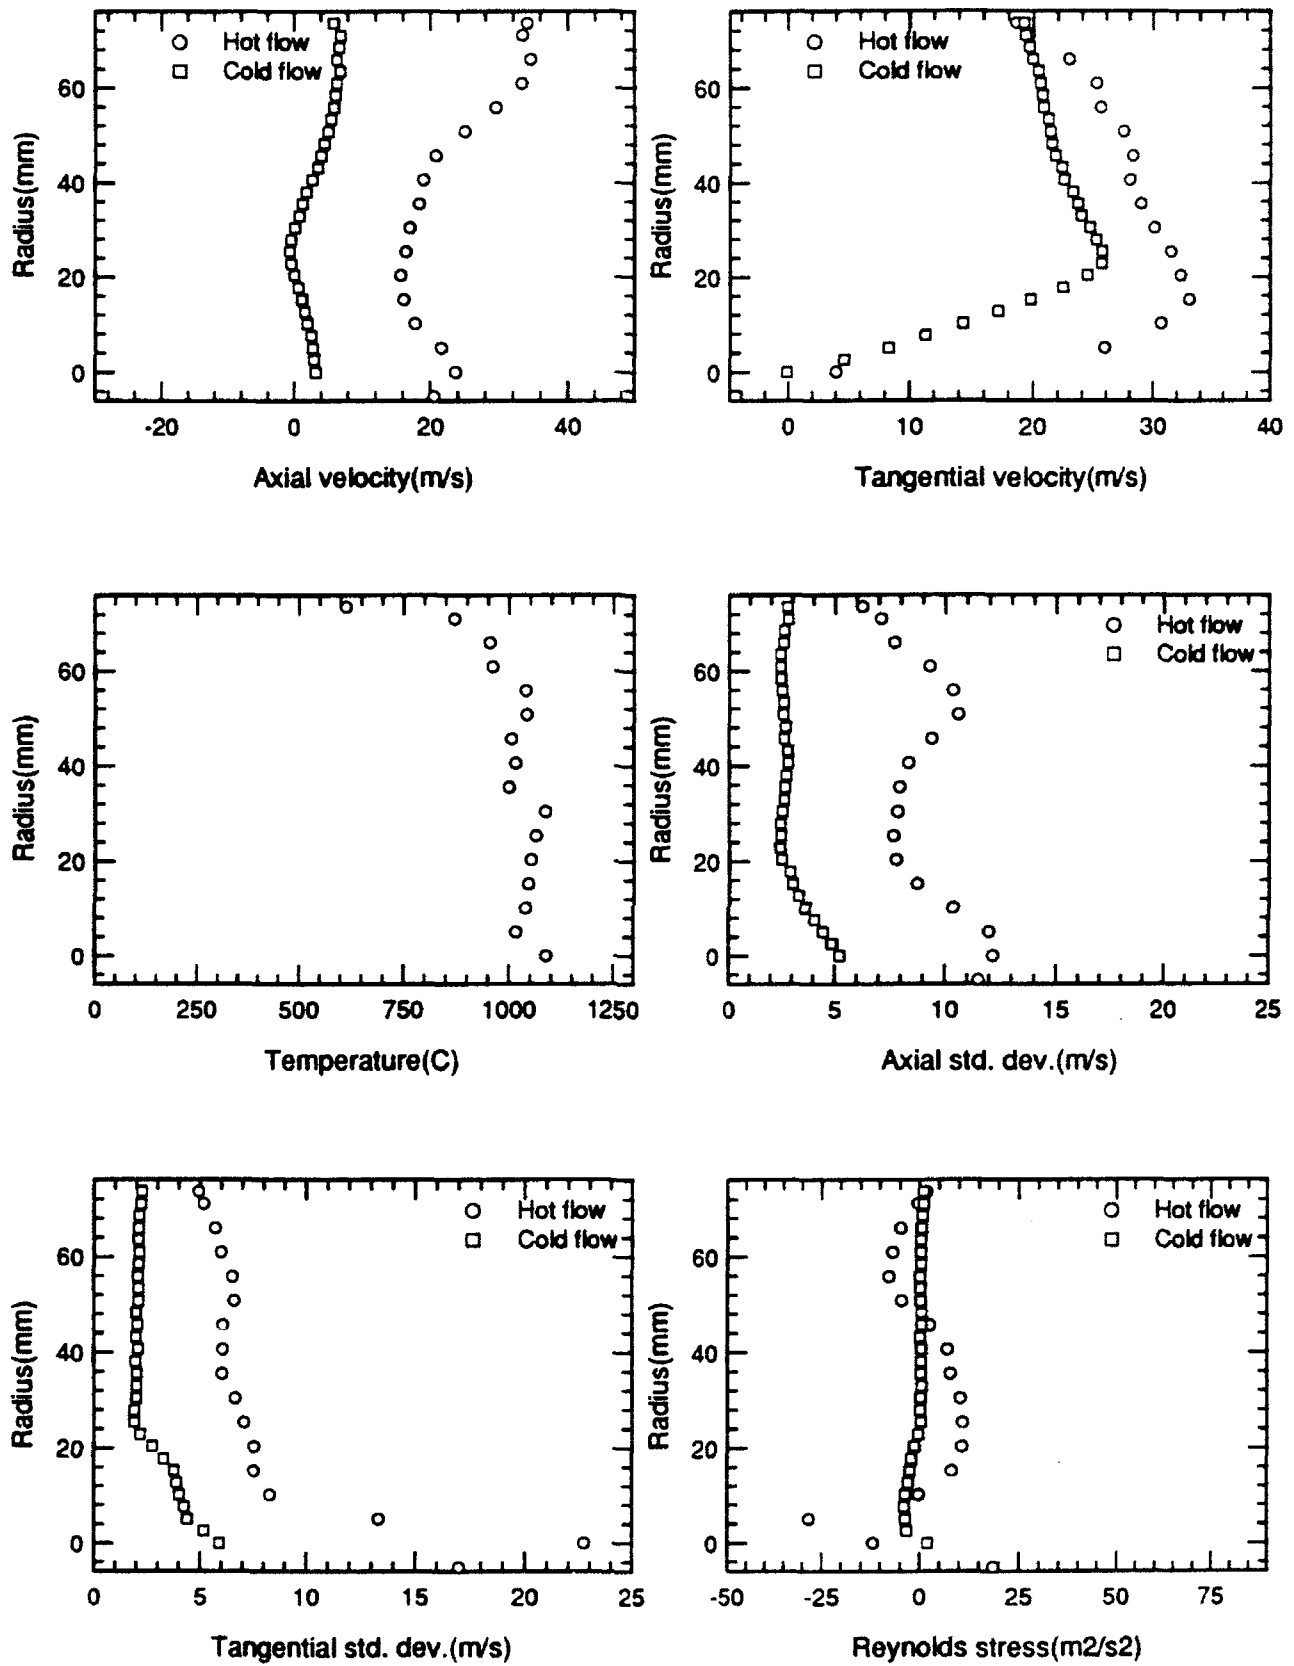 Hot flow
Cold flow
60
40
20
0
Radius(mm)
-20 0 20 40
Axial velocity(m/s)
Hot flow
Cold flow
60
40
20
0
Radius(mm)
0 10 20 30 40
Tangential velocity(m/s)
60
40
20
0
Radius(mm)
0 250 500 750 1000 1250
Temperature(C)
Hot flow
Cold flow
60
40
20
0
Radius(mm)
0 5 10 15 20 25
Axial std. dev.(m/s)
Hot flow
Cold flow
60
40
20
0
Radius(mm)
0 5 10 15 20 25
Tangential std. dev.(m/s)
Hot flow
Cold flow
60
40
20
0
Radius(mm)
-50 -25 0 25 50 75
Reynolds stress(m2/s2)